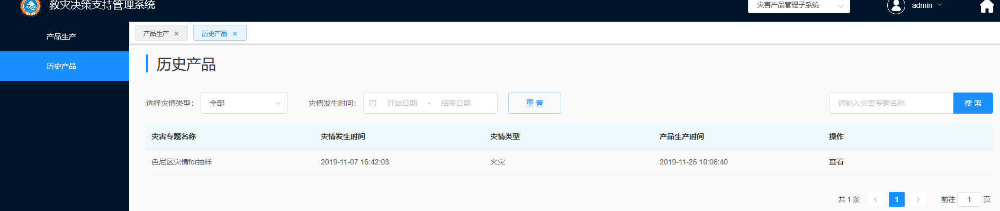 救灾决策支持管理系统
灾害产品管理子系统
admin
产品生产
历史产品
产品生产
历史产品
历史产品
选择灾情类型：
全部
灾情发生时间：
开始日期 - 结束日期
重 置
请输入灾害专题名称
搜 索
灾害专题名称 灾情发生时间 灾情类型 产品生产时间 操作
色尼区灾情for抽样 2019-11-07 16:42:03 火灾 2019-11-26 10:06:40 查看
共 1 条 1 前往 1 页